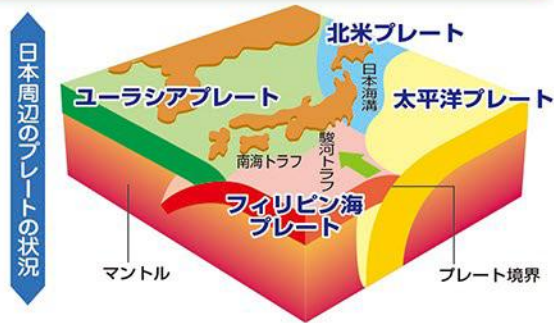 日本周辺のプレートの状況
北米プレート
ユーラシアプレート
日本海溝
太平洋プレート
南海トラフ
駿河トラフ
フィリピン海
プレート
マントル
プレート境界